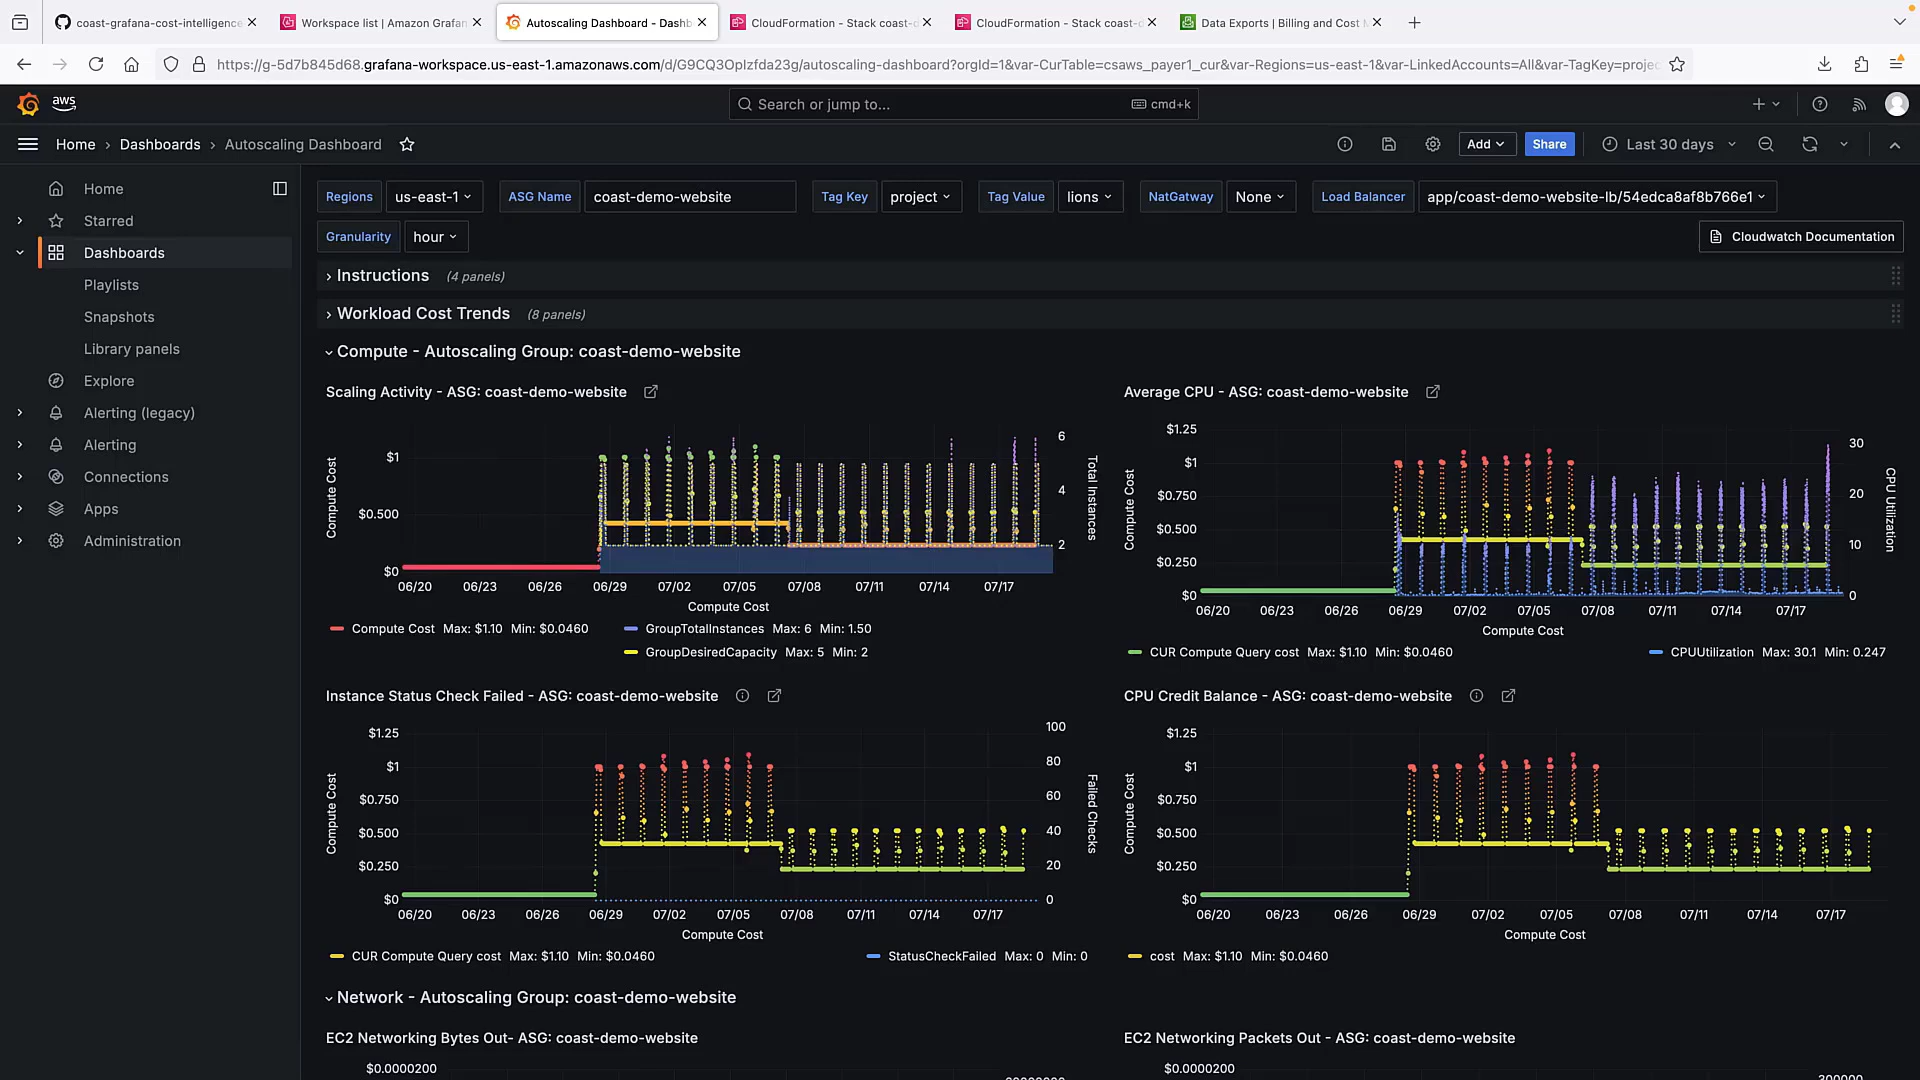 coast-grafana-cost-intelligence
Workspace list | Amazon Grafan
Autoscaling Dashboard - Dashb
CloudFormation - Stack coast-d
CloudFormation - Stack coast-d
Data Exports | Billing and Cost M
https://g-5d7b845d68.grafana-workspace.us-east-1.amazonaws.com/d/G9CQ3OpIzfda23g/autoscaling-dashboard?orgId=1&var-CurTable=csaws_payer1_cur&var-Regions=us-east-1&var-LinkedAccounts=All&var-TagKey=projec
aws
Search or jump to...
cmd+k
Home › Dashboards › Autoscaling Dashboard
Add
Share
Last 30 days
Home
Starred
Dashboards
Playlists
Snapshots
Library panels
Explore
Alerting (legacy)
Alerting
Connections
Apps
Administration
Regions us-east-1
ASG Name coast-demo-website
Tag Key project
Tag Value lions
NatGatway None
Load Balancer app/coast-demo-website-lb/54edca8af8b766e1
Granularity hour
Cloudwatch Documentation
Instructions (4 panels)
Workload Cost Trends (8 panels)
Compute - Autoscaling Group: coast-demo-website
Scaling Activity - ASG: coast-demo-website
Compute Cost
$1
$0.500
$0
6
4
2
Total Instances
06/20 06/23 06/26 06/29 07/02 07/05 07/08 07/11 07/14 07/17
Compute Cost
Compute Cost Max: $1.10 Min: $0.0460
GroupTotalInstances Max: 6 Min: 1.50
GroupDesiredCapacity Max: 5 Min: 2
Average CPU - ASG: coast-demo-website
Compute Cost
$1.25
$1
$0.750
$0.500
$0.250
$0
30
20
10
0
CPU Utilization
06/20 06/23 06/26 06/29 07/02 07/05 07/08 07/11 07/14 07/17
Compute Cost
CUR Compute Query cost Max: $1.10 Min: $0.0460
CPUUtilization Max: 30.1 Min: 0.247
Instance Status Check Failed - ASG: coast-demo-website
Compute Cost
$1.25
$1
$0.750
$0.500
$0.250
$0
100
80
60
40
20
0
Failed Checks
06/20 06/23 06/26 06/29 07/02 07/05 07/08 07/11 07/14 07/17
Compute Cost
CUR Compute Query cost Max: $1.10 Min: $0.0460
StatusCheckFailed Max: 0 Min: 0
CPU Credit Balance - ASG: coast-demo-website
Compute Cost
$1.25
$1
$0.750
$0.500
$0.250
$0
06/20 06/23 06/26 06/29 07/02 07/05 07/08 07/11 07/14 07/17
Compute Cost
cost Max: $1.10 Min: $0.0460
Network - Autoscaling Group: coast-demo-website
EC2 Networking Bytes Out- ASG: coast-demo-website
$0.0000200
EC2 Networking Packets Out - ASG: coast-demo-website
$0.0000200
300000